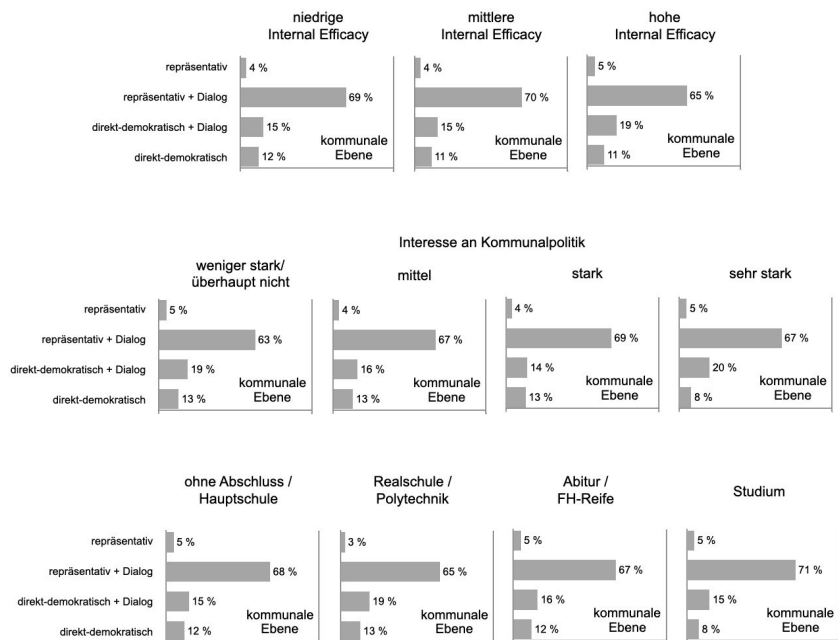 niedrige
Internal Efficacy
mittlere
Internal Efficacy
hohe
Internal Efficacy
repräsentativ
4 %
4 %
5 %
repräsentativ + Dialog
69 %
70 %
65 %
direkt-demokratisch + Dialog
15 %
15 %
19 %
direkt-demokratisch
12 %
11 %
11 %
kommunale
Ebene
kommunale
Ebene
kommunale
Ebene
Interesse an Kommunalpolitik
weniger stark/
überhaupt nicht
mittel
stark
sehr stark
repräsentativ
5 %
4 %
4 %
5 %
repräsentativ + Dialog
63 %
67 %
69 %
67 %
direkt-demokratisch + Dialog
19 %
16 %
14 %
20 %
direkt-demokratisch
13 %
13 %
13 %
8 %
kommunale
Ebene
kommunale
Ebene
kommunale
Ebene
kommunale
Ebene
ohne Abschluss /
Hauptschule
Realschule /
Polytechnik
Abitur /
FH-Reife
Studium
repräsentativ
5 %
3 %
5 %
5 %
repräsentativ + Dialog
68 %
65 %
67 %
71 %
direkt-demokratisch + Dialog
15 %
19 %
16 %
15 %
direkt-demokratisch
12 %
13 %
12 %
8 %
kommunale
Ebene
kommunale
Ebene
kommunale
Ebene
kommunale
Ebene